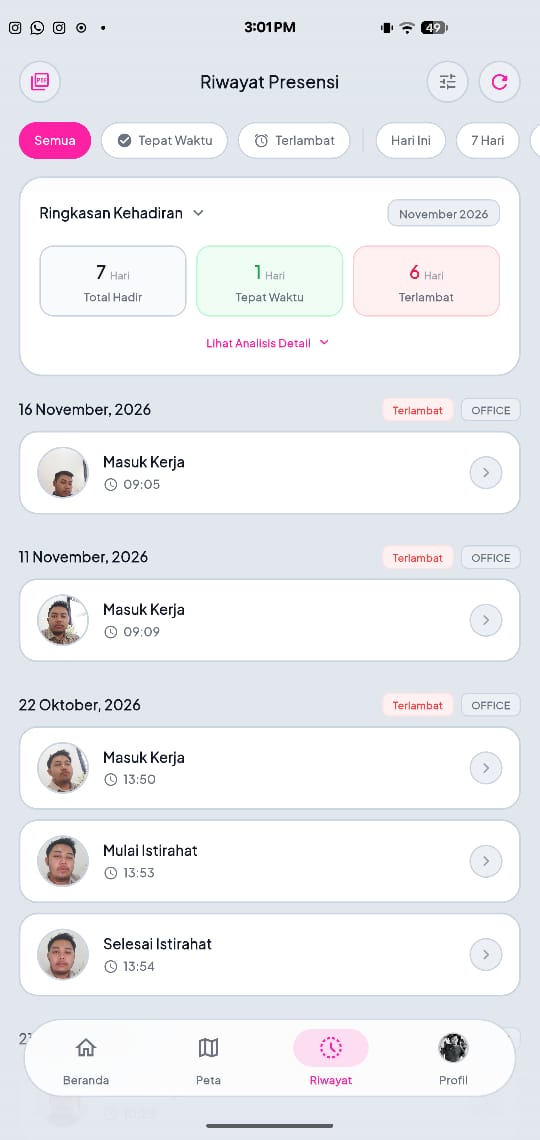 3:01 PM
49
PDF
Riwayat Presensi
Semua
Tepat Waktu
Terlambat
Hari Ini
7 Hari
Ringkasan Kehadiran
November 2026
7 Hari
Total Hadir
1 Hari
Tepat Waktu
6 Hari
Terlambat
Lihat Analisis Detail
16 November, 2026
Terlambat
OFFICE
Masuk Kerja
09:05
11 November, 2026
Terlambat
OFFICE
Masuk Kerja
09:09
22 Oktober, 2026
Terlambat
OFFICE
Masuk Kerja
13:50
Mulai Istirahat
13:53
Selesai Istirahat
13:54
Beranda
Peta
Riwayat
Profil